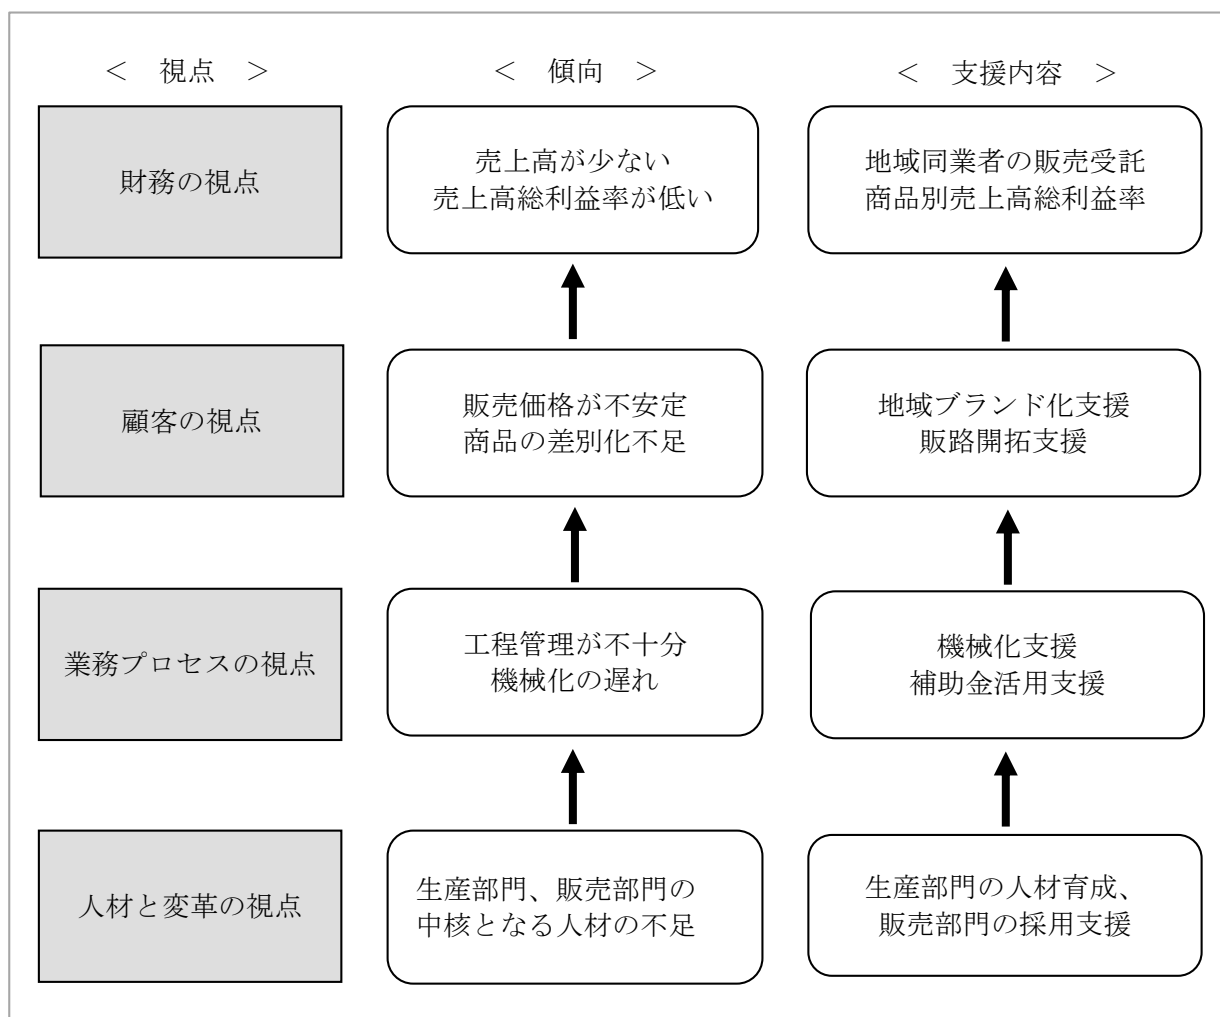 ＜　視点　＞
＜　傾向　＞
＜　支援内容　＞
財務の視点
売上高が少ない
売上高総利益率が低い
地域同業者の販売受託
商品別売上高総利益率
顧客の視点
販売価格が不安定
商品の差別化不足
地域ブランド化支援
販路開拓支援
業務プロセスの視点
工程管理が不十分
機械化の遅れ
機械化支援
補助金活用支援
人材と変革の視点
生産部門、販売部門の
中核となる人材の不足
生産部門の人材育成、
販売部門の採用支援